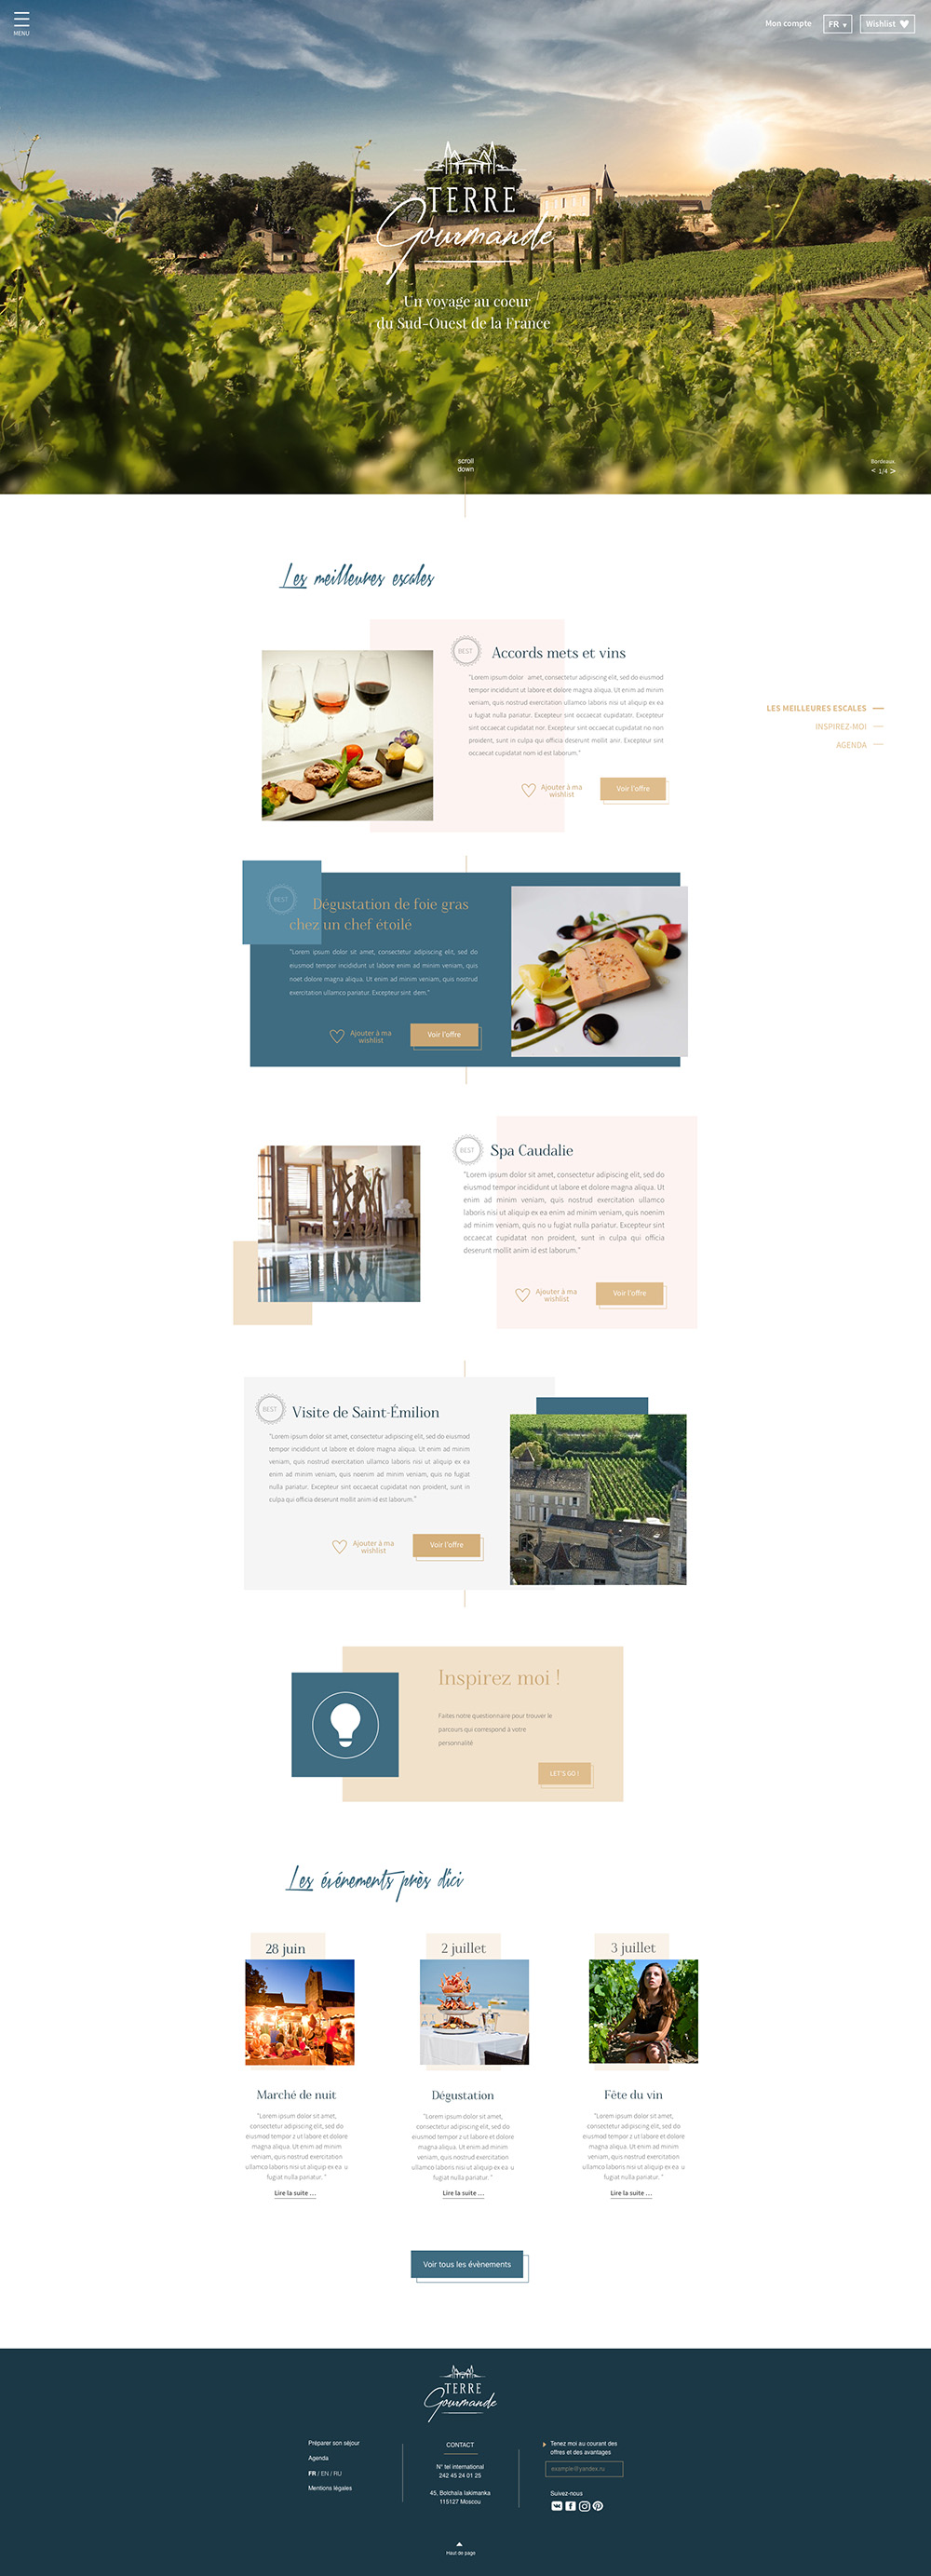 MENU
Mon compte
FR
Wishlist
TERRE
Gourmande
Un voyage au coeur
du Sud-Ouest de la France
scroll
down
Bordeaux
< 1/4 >
Les meilleures escales
BEST
Accords mets et vins
"Lorem ipsum dolor amet, consectetur adipiscing elit, sed do eiusmod
tempor incididunt ut labore et dolore magna aliqua. Ut enim ad minim
veniam, quis nostrud exercitation ullamco laboris nisi ut aliquip ex ea
u fugiat nulla pariatur. Excepteur sint occaecat cupidatatr. Excepteur
sint occaecat cupidatat nor. Excepteur sint occaecat cupidatat no non
proident, sunt in culpa qui officia deserunt mollit anir. Excepteur sint
occaecat cupidatat nom id est laborum."
Ajouter à ma
wishlist
Voir l'offre
LES MEILLEURES ESCALES
INSPIREZ-MOI
AGENDA
BEST
Dégustation de foie gras
chez un chef étoilé
"Lorem ipsum dolor sit amet, consectetur adipiscing elit, sed do
eiusmod tempor incididunt ut labore enim ad minim veniam, quis
noet dolore magna aliqua. Ut enim ad minim veniam, quis nostrud
exercitation ullamco pariatur. Excepteur sint dem."
Ajouter à ma
wishlist
Voir l'offre
BEST
Spa Caudalie
"Lorem ipsum dolor sit amet, consectetur adipiscing elit, sed do
eiusmod tempor incididunt ut labore et dolore magna aliqua. Ut
enim ad minim veniam, quis nostrud exercitation ullamco
laboris nisi ut aliquip ex ea enim ad minim veniam, quis noenim
ad minim veniam, quis no u fugiat nulla pariatur. Excepteur sint
occaecat cupidatat non proident, sunt in culpa qui officia
deserunt mollit anim id est laborum."
Ajouter à ma
wishlist
Voir l'offre
BEST
Visite de Saint-Émilion
"Lorem ipsum dolor sit amet, consectetur adipiscing elit, sed do eiusmod
tempor incididunt ut labore et dolore magna aliqua. Ut enim ad minim
veniam, quis nostrud exercitation ullamco laboris nisi ut aliquip ex ea
enim ad minim veniam, quis noenim ad minim veniam, quis no fugiat
nulla pariatur. Excepteur sint occaecat cupidatat non proident, sunt in
culpa qui officia deserunt mollit anim id est laborum."
Ajouter à ma
wishlist
Voir l'offre
Inspirez moi !
Faites notre questionnaire pour trouver le
parcours qui correspond à votre
personnalité
LET'S GO !
Les événements près d'ici
28 juin
2 juillet
3 juillet
Marché de nuit
"Lorem ipsum dolor sit amet,
consectetur adipiscing elit, sed do
eiusmod tempor z ut labore et dolore
magna aliqua. Ut enim ad minim
veniam, quis nostrud exercitation
ullamco laboris nisi ut aliquip ex ea u
fugiat nulla pariatur. "
Lire la suite ...
Dégustation
"Lorem ipsum dolor sit amet,
consectetur adipiscing elit, sed do
eiusmod tempor z ut labore et dolore
magna aliqua. Ut enim ad minim
veniam, quis nostrud exercitation
ullamco laboris nisi ut aliquip ex ea u
fugiat nulla pariatur. "
Lire la suite ...
Fête du vin
"Lorem ipsum dolor sit amet,
consectetur adipiscing elit, sed do
eiusmod tempor z ut labore et dolore
magna aliqua. Ut enim ad minim
veniam, quis nostrud exercitation
ullamco laboris nisi ut aliquip ex ea u
fugiat nulla pariatur. "
Lire la suite ...
Voir tous les évènements
TERRE
Gourmande
Préparer son séjour
Agenda
FR / EN / RU
Mentions légales
CONTACT
N° tel international
242 45 24 01 25
45, Bolchaïa Iakimanka
115127 Moscou
Tenez moi au courant des
offres et des avantages
example@yandex.ru
Suivez-nous
Haut de page